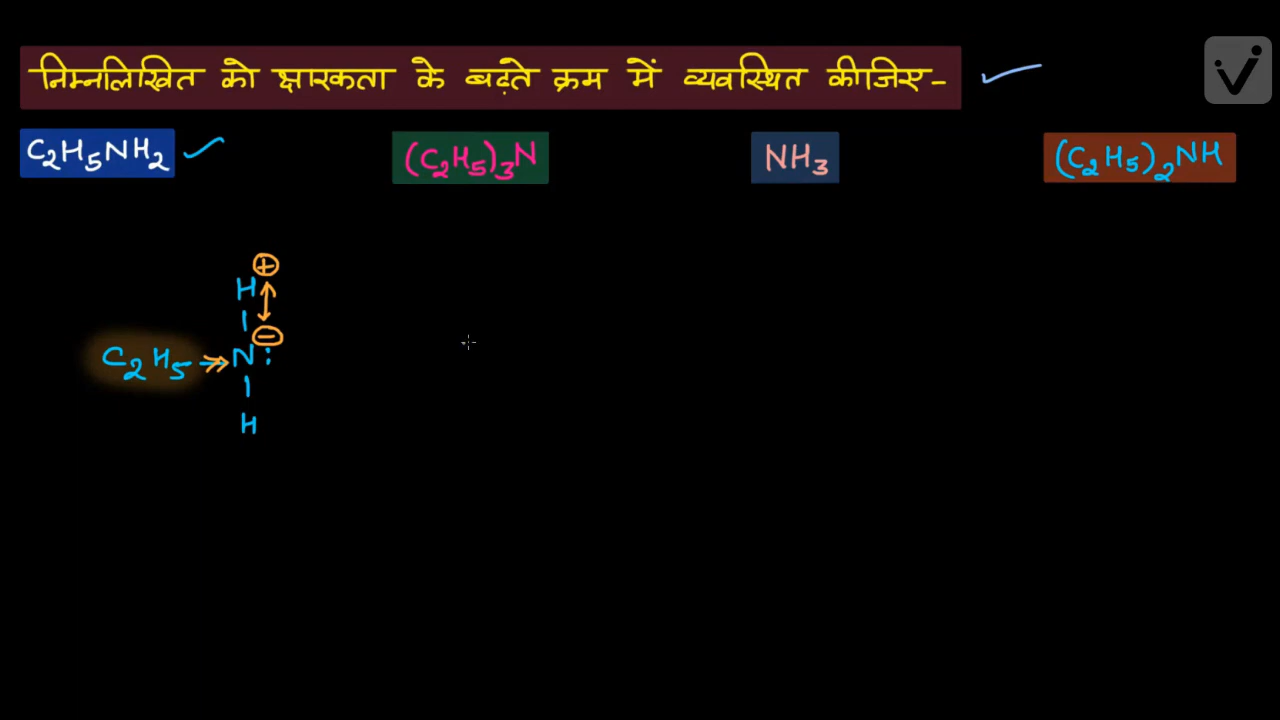 निम्नलिखित को क्षारकता के बढ़ते क्रम में व्यवस्थित कीजिए-
C₂H₅NH₂ (C₂H₅)₃N NH₃ (C₂H₅)₂NH
+
H
-
C₂H₅ N :
H